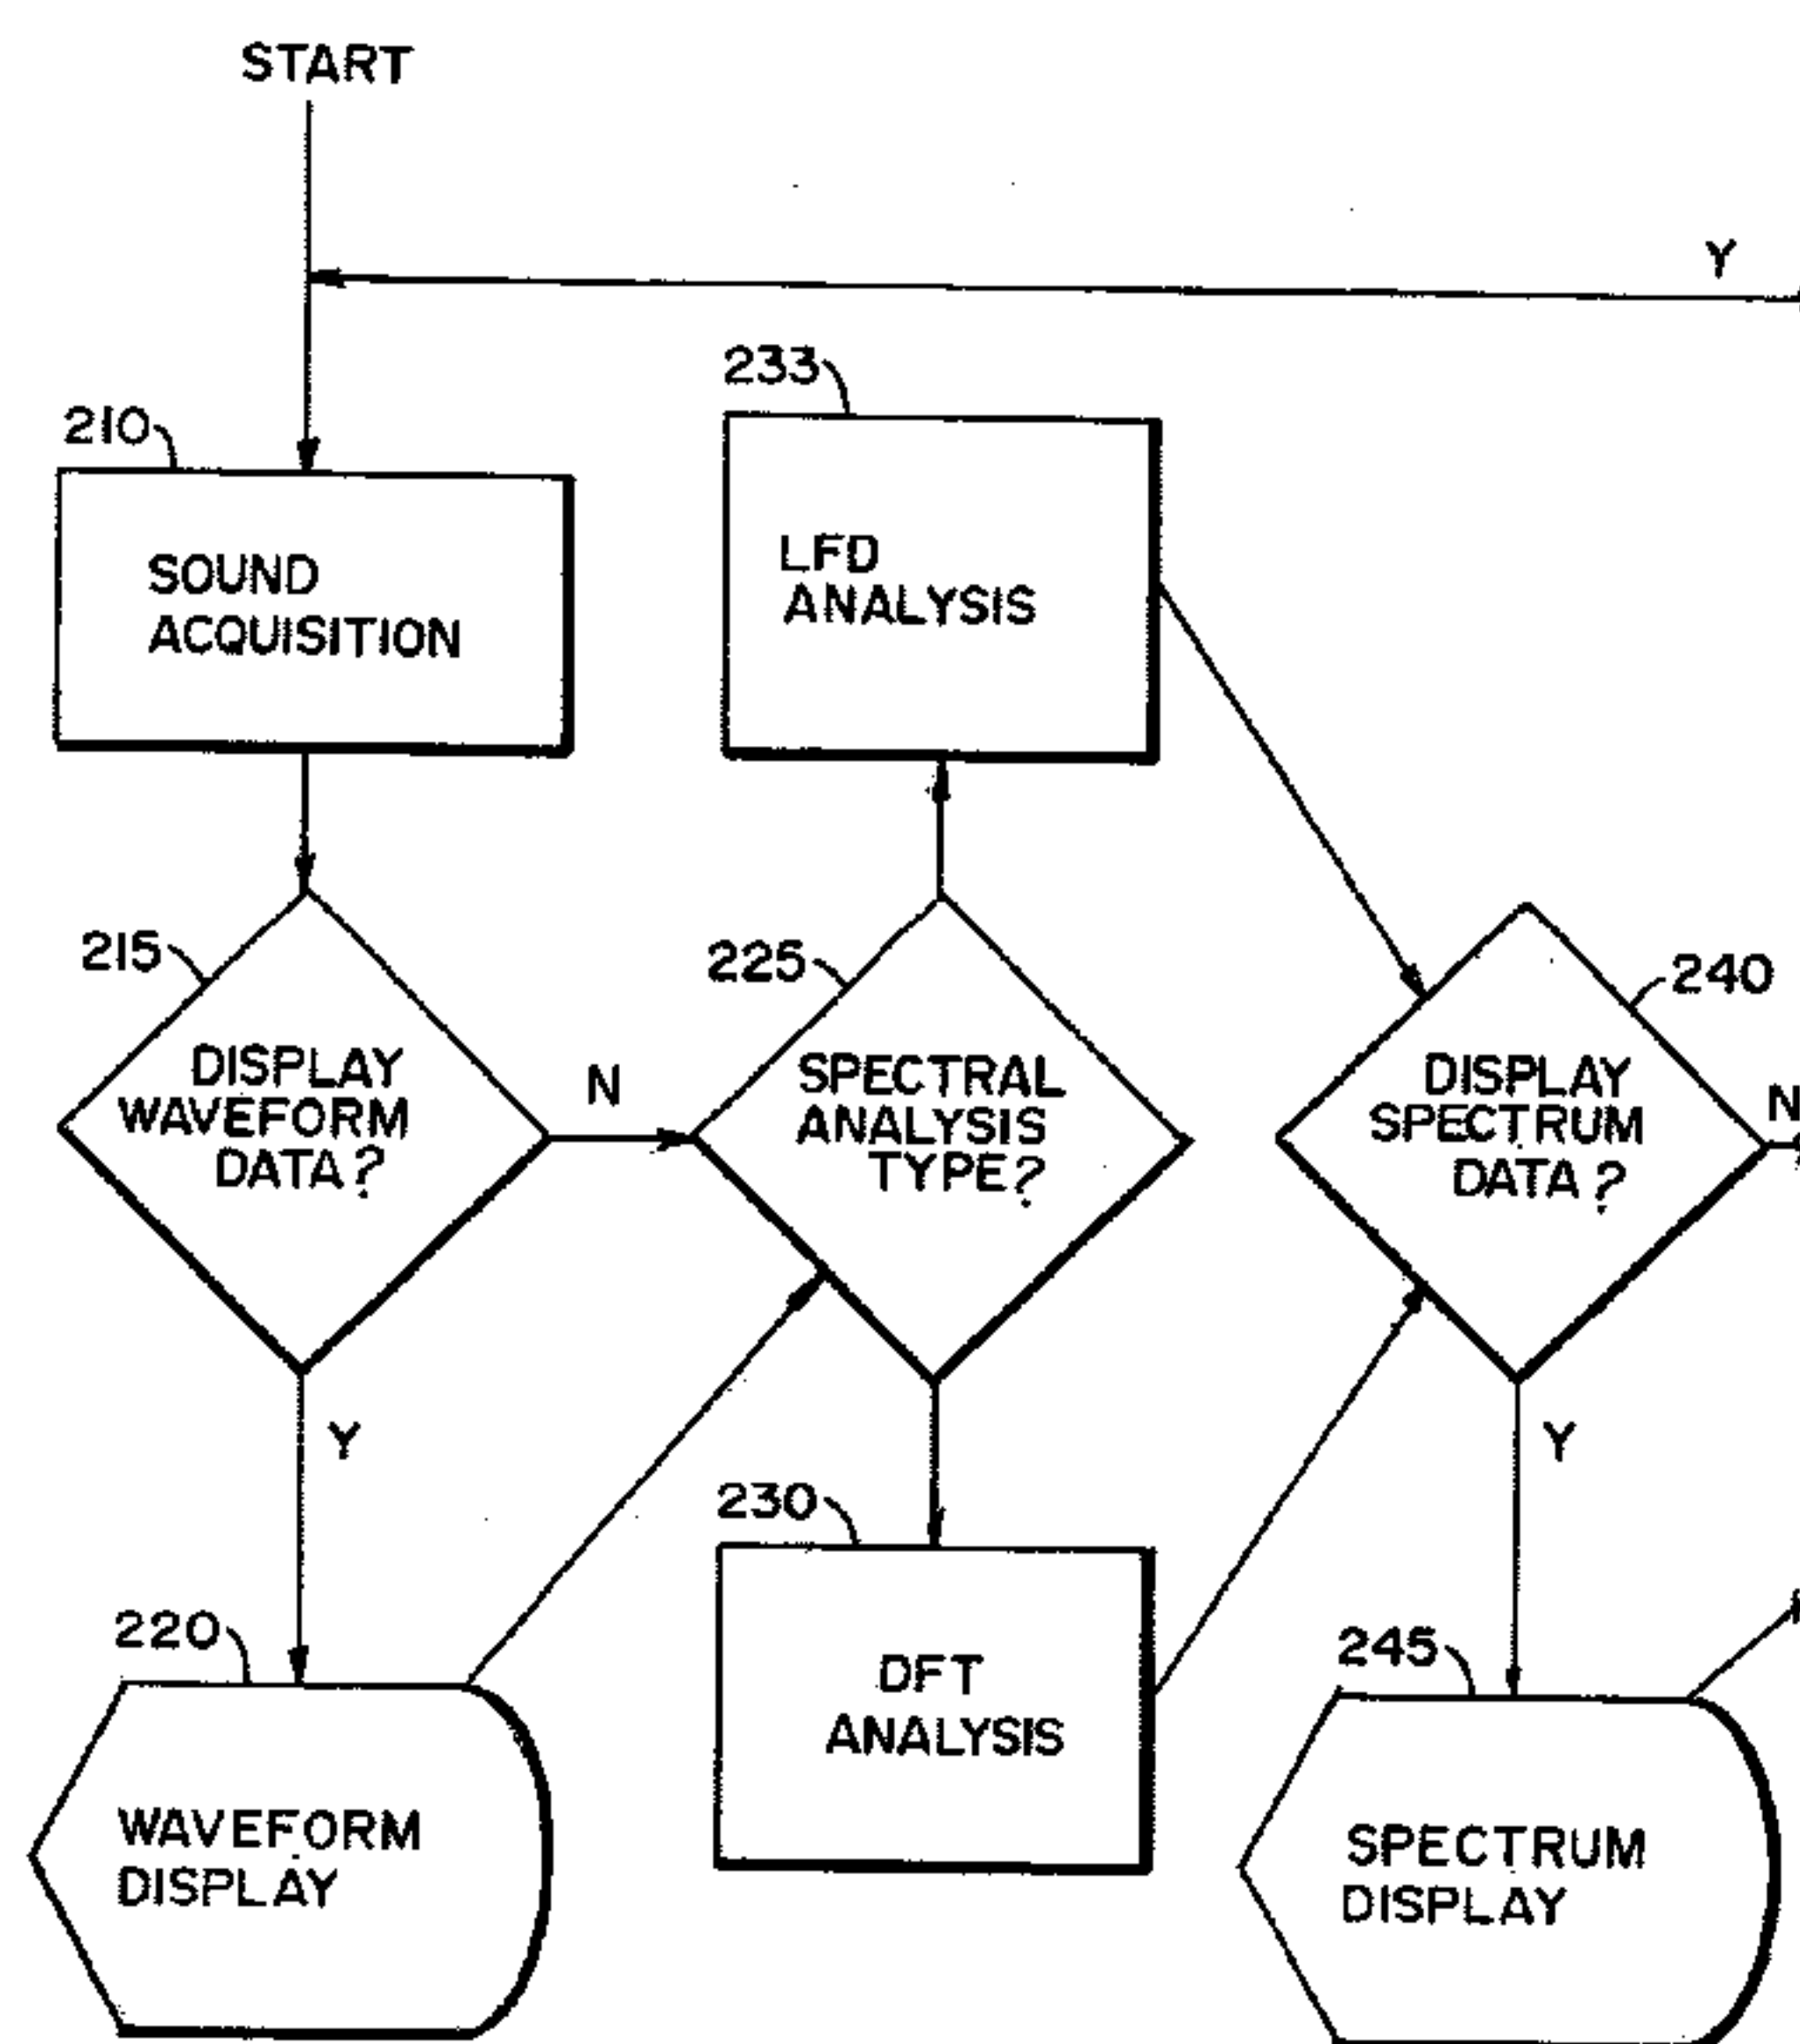 START
Y
233
210
LFD
ANALYSIS
SOUND
ACQUISITION
215
225
240
DISPLAY
WAVEFORM
DATA?
N
SPECTRAL
ANALYSIS
TYPE?
DISPLAY
SPECTRUM
DATA?
N
Y
Y
230
220
245
DFT
ANALYSIS
WAVEFORM
DISPLAY
SPECTRUM
DISPLAY